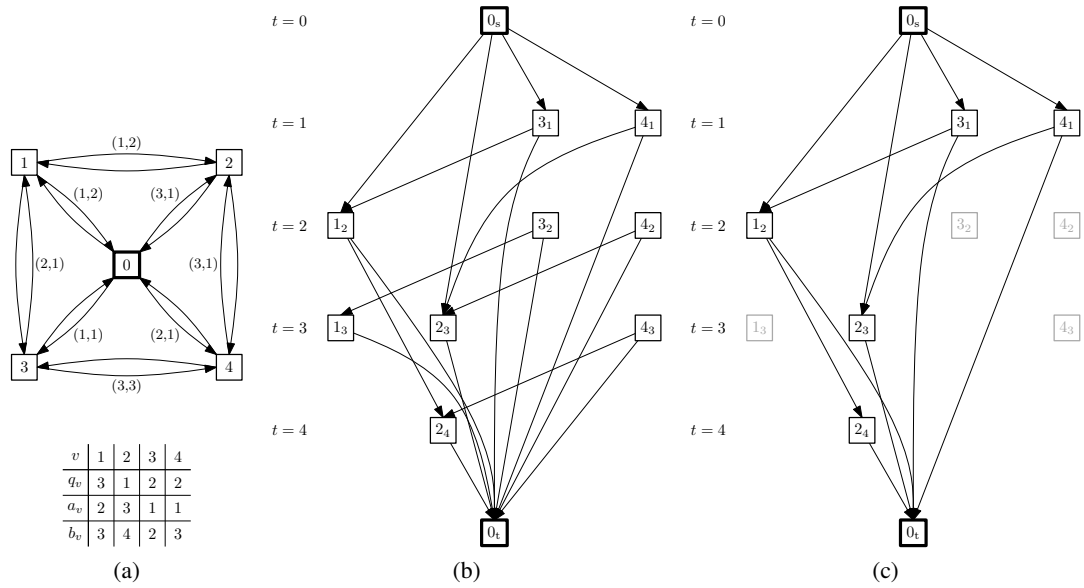 (1,2)
1 2
(1,2) (3,1)
(2,1) 0 (3,1)
(1,1) (2,1)
3 4
(3,3)
v 1 2 3 4
q_v 3 1 2 2
a_v 2 3 1 1
b_v 3 4 2 3
(a)
t = 0 0_s
t = 1 3_1 4_1
t = 2 1_2 3_2 4_2
t = 3 1_3 2_3 4_3
t = 4 2_4
0_t
(b)
t = 0 0_s
t = 1 3_1 4_1
t = 2 1_2 3_2 4_2
t = 3 1_3 2_3 4_3
t = 4 2_4
0_t
(c)